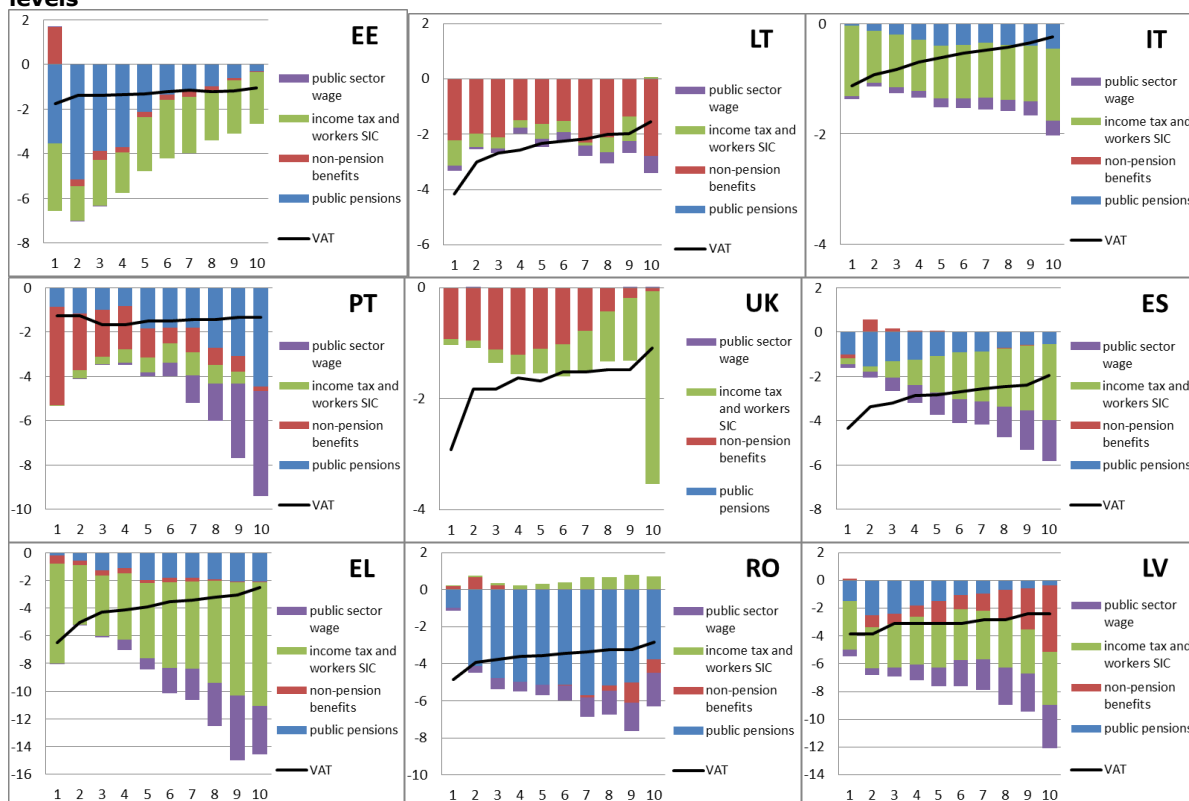 levels
EE
2
0
-2
-4
-6
-8
1 2 3 4 5 6 7 8 9 10
public sector
wage
income tax and
workers SIC
non-pension
benefits
public pensions
VAT
LT
2
0
-2
-4
-6
1 2 3 4 5 6 7 8 9 10
public sector
wage
income tax and
workers SIC
non-pension
benefits
public pensions
VAT
IT
0
-2
-4
1 2 3 4 5 6 7 8 9 10
public sector
wage
income tax and
workers SIC
non-pension
benefits
public pensions
VAT
PT
0
-2
-4
-6
-8
-10
1 2 3 4 5 6 7 8 9 10
public sector
wage
income tax and
workers SIC
non-pension
benefits
public pensions
VAT
UK
0
-2
-4
1 2 3 4 5 6 7 8 9 10
public sector
wage
income tax
and workers
SIC
non-pension
benefits
public
pensions
VAT
ES
2
0
-2
-4
-6
-8
1 2 3 4 5 6 7 8 9 10
public sector
wage
income tax and
workers SIC
non-pension
benefits
public pensions
VAT
EL
0
-2
-4
-6
-8
-10
-12
-14
-16
1 2 3 4 5 6 7 8 9 10
public sector
wage
income tax and
workers SIC
non-pension
benefits
public pensions
VAT
RO
2
0
-2
-4
-6
-8
-10
1 2 3 4 5 6 7 8 9 10
public sector
wage
income tax and
workers SIC
non-pension
benefits
public pensions
VAT
LV
2
0
-2
-4
-6
-8
-10
-12
-14
1 2 3 4 5 6 7 8 9 10
public sector
wage
income tax and
workers SIC
non-pension
benefits
public pensions
VAT